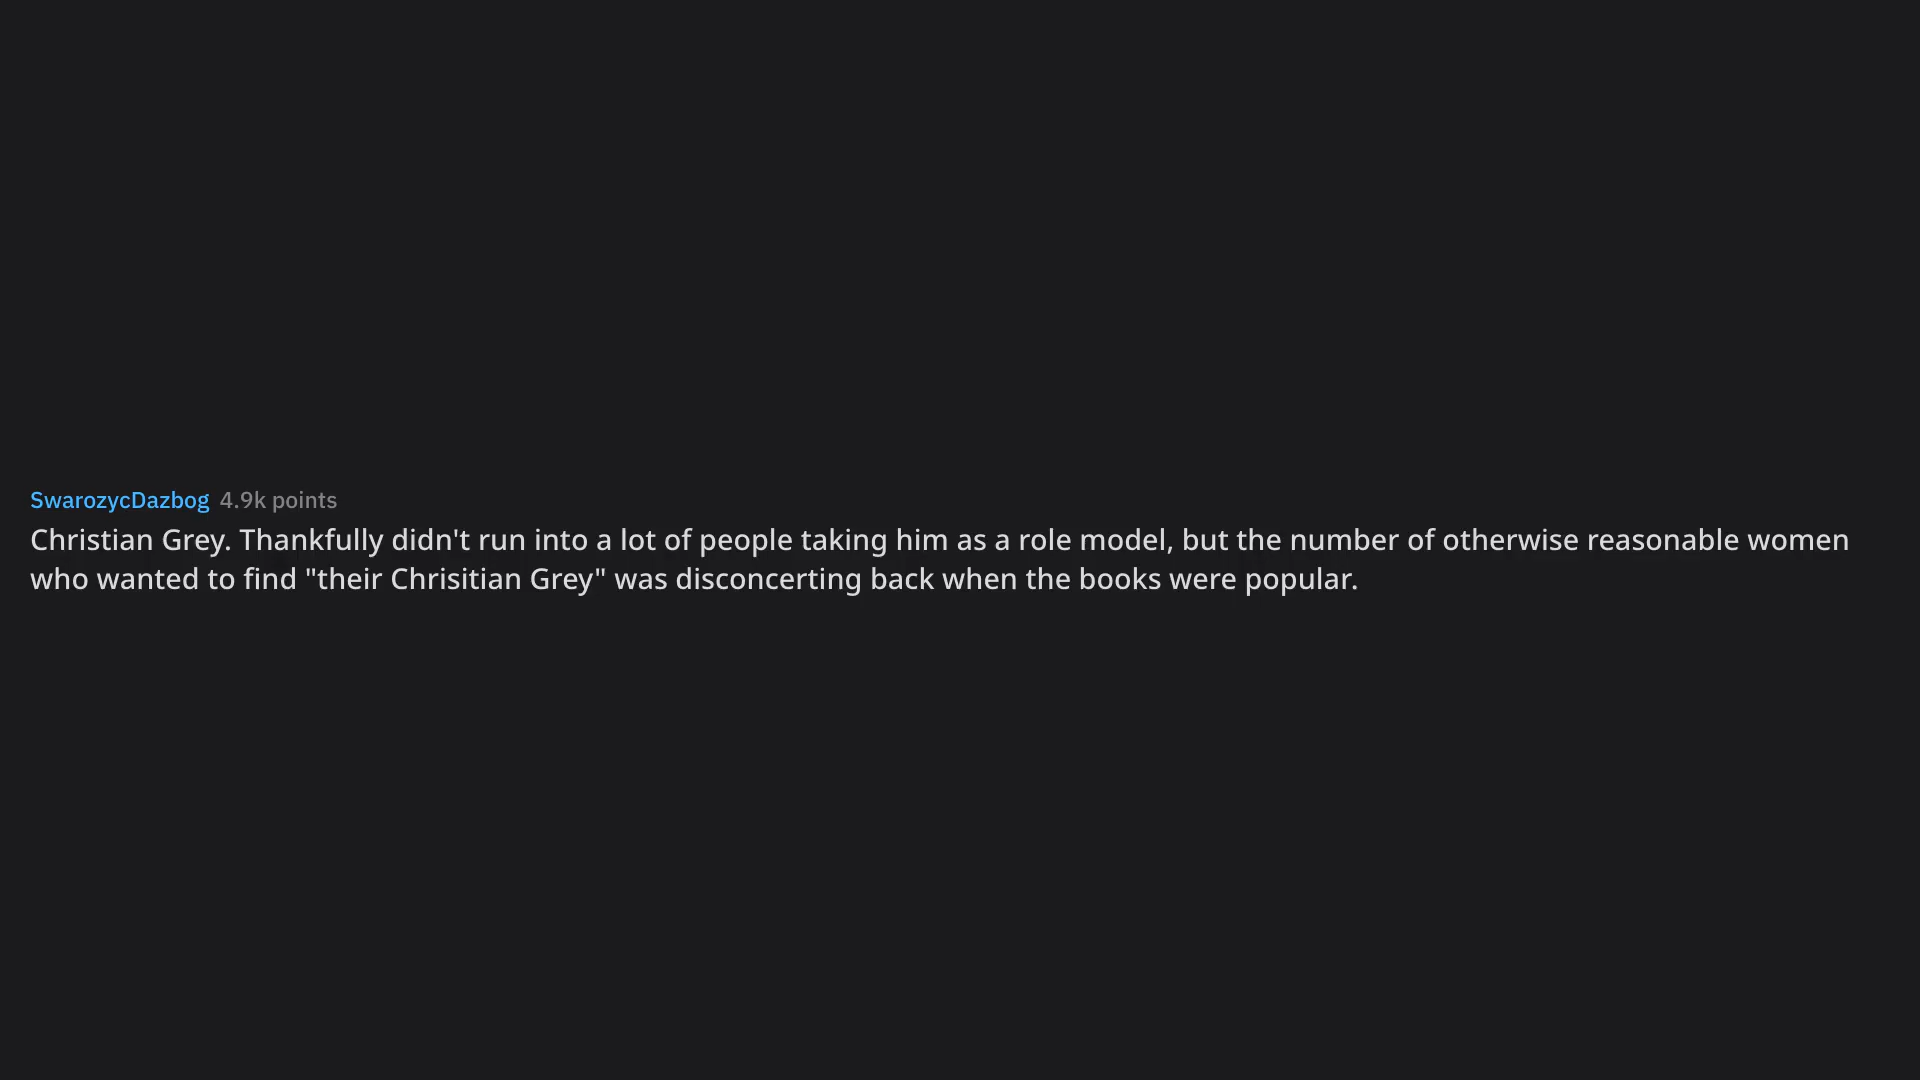 SwarozycDazbog 4.9k points
Christian Grey. Thankfully didn't run into a lot of people taking him as a role model, but the number of otherwise reasonable women
who wanted to find "their Chrisitian Grey" was disconcerting back when the books were popular.